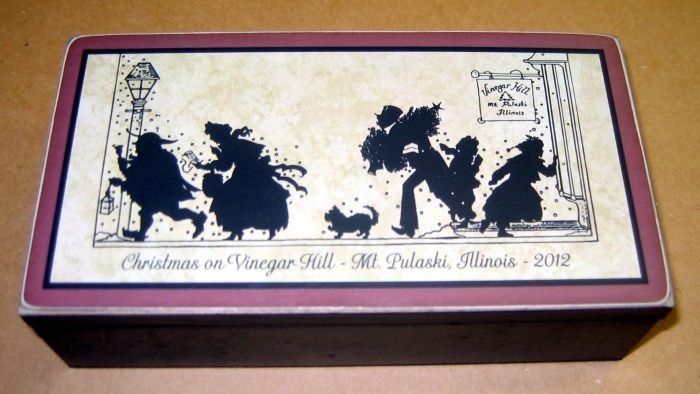 Vinegar Hill
Mt. Pulaski
Illinois
Christmas on Vinegar Hill - Mt. Pulaski, Illinois - 2012